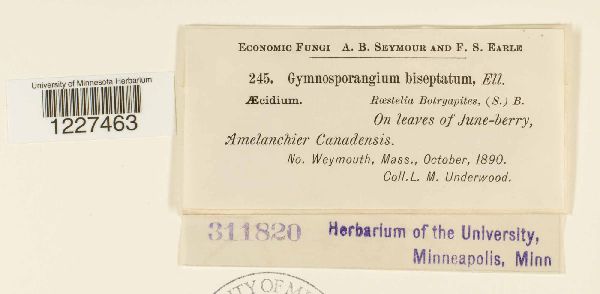 ECONOMIC FUNGI A. B. SEYMOUR AND F. S. EARLE
245. Gymnosporangium biseptatum, Ell.
Æcidium. Rœstelia Botryapites, (S.) B.
On leaves of June-berry,
Amelanchier Canadensis.
No. Weymouth, Mass., October, 1890.
Coll. L. M. Underwood.
University of Minnesota Herbarium
1227463
311820 Herbarium of the University,
Minneapolis, Minn